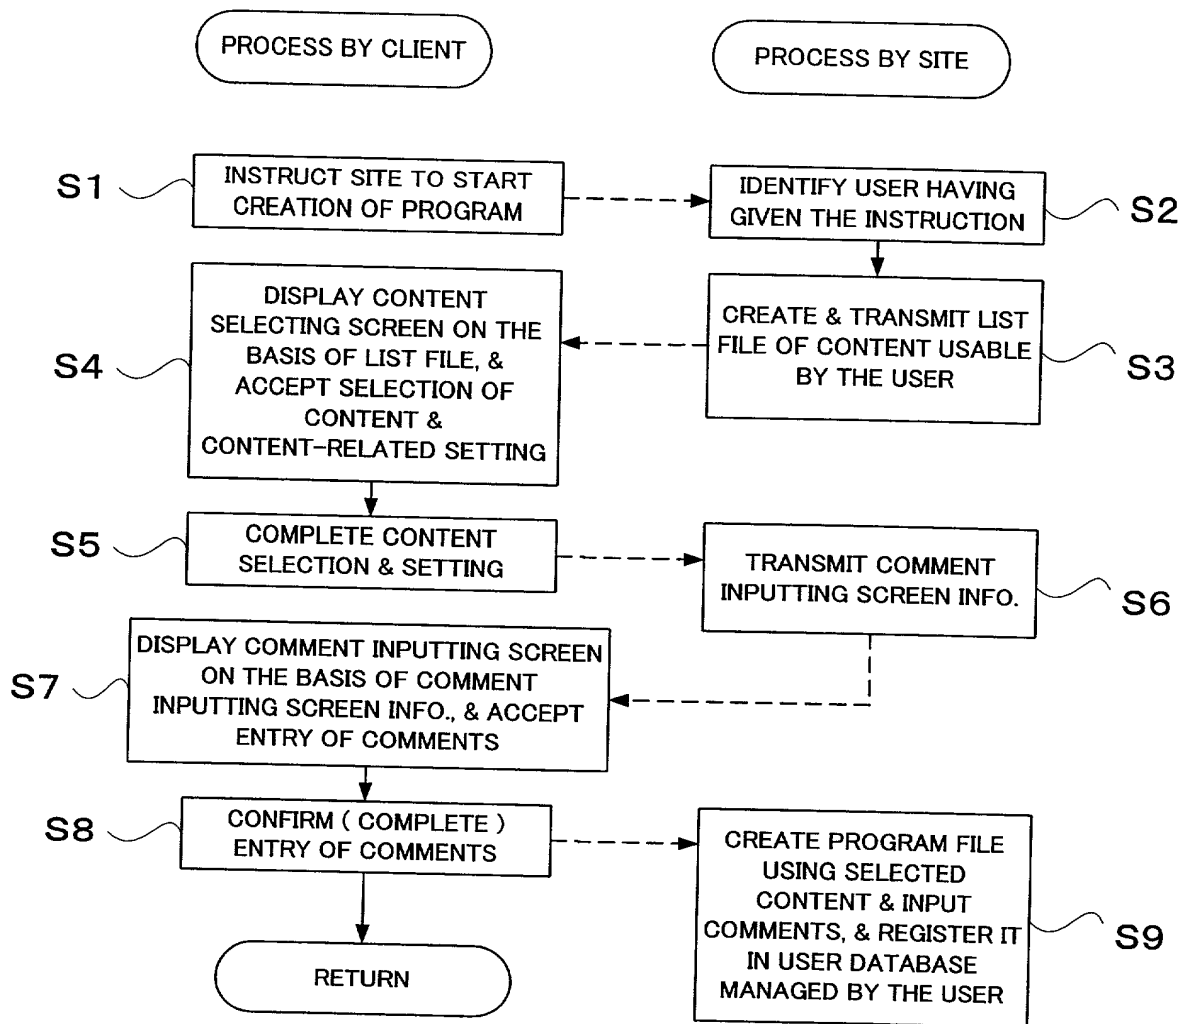 PROCESS BY CLIENT
PROCESS BY SITE
S1
INSTRUCT SITE TO START
CREATION OF PROGRAM
IDENTIFY USER HAVING
GIVEN THE INSTRUCTION
S2
CREATE & TRANSMIT LIST
FILE OF CONTENT USABLE
BY THE USER
S3
S4
DISPLAY CONTENT
SELECTING SCREEN ON THE
BASIS OF LIST FILE, &
ACCEPT SELECTION OF
CONTENT &
CONTENT-RELATED SETTING
S5
COMPLETE CONTENT
SELECTION & SETTING
TRANSMIT COMMENT
INPUTTING SCREEN INFO.
S6
S7
DISPLAY COMMENT INPUTTING SCREEN
ON THE BASIS OF COMMENT
INPUTTING SCREEN INFO., & ACCEPT
ENTRY OF COMMENTS
S8
CONFIRM ( COMPLETE )
ENTRY OF COMMENTS
CREATE PROGRAM FILE
USING SELECTED
CONTENT & INPUT
COMMENTS, & REGISTER IT
IN USER DATABASE
MANAGED BY THE USER
S9
RETURN